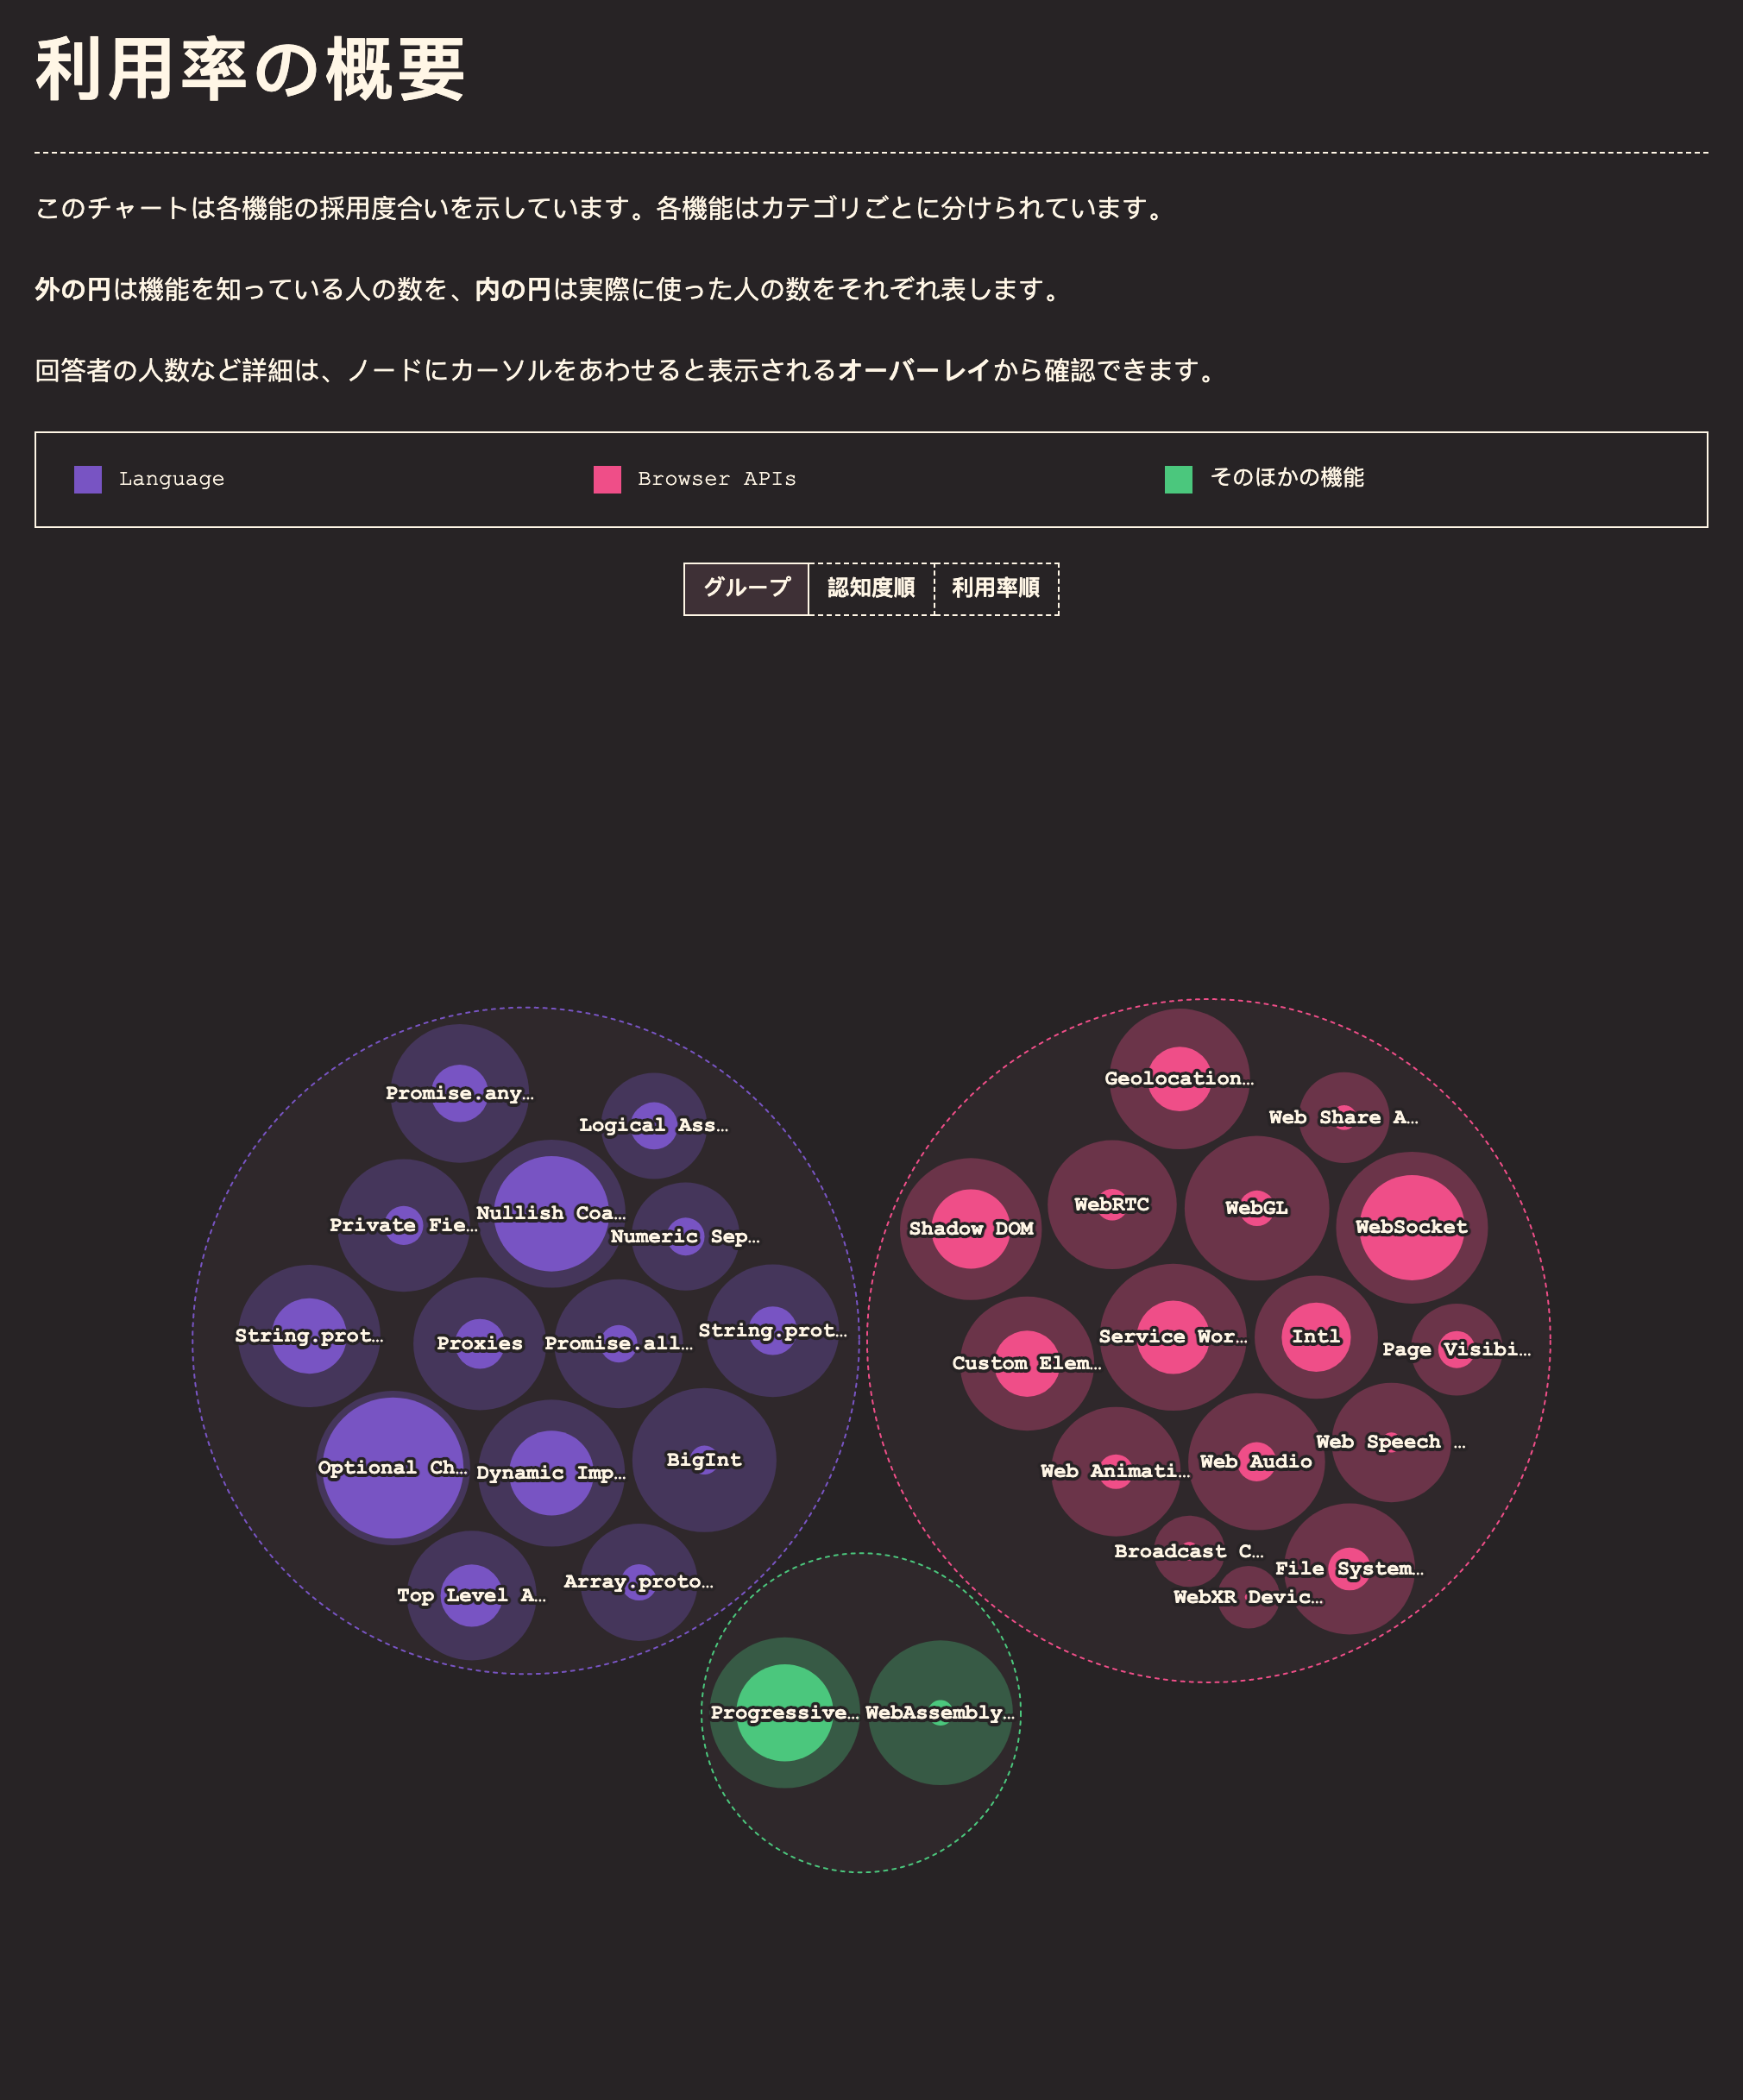 利用率の概要
このチャートは各機能の採用度合いを示しています。各機能はカテゴリごとに分けられています。
外の円は機能を知っている人の数を、内の円は実際に使った人の数をそれぞれ表します。
回答者の人数など詳細は、ノードにカーソルをあわせると表示されるオーバーレイから確認できます。
Language
Browser APIs
そのほかの機能
グループ
認知度順
利用率順
Promise.any…
Logical Ass…
Private Fie…
Nullish Coa…
Numeric Sep…
String.prot…
Proxies
Promise.all…
String.prot…
Optional Ch…
Dynamic Imp…
BigInt
Top Level A…
Array.proto…
Geolocation…
Web Share A…
Shadow DOM
WebRTC
WebGL
WebSocket
Custom Elem…
Service Wor…
Intl
Page Visibi…
Web Animati…
Web Audio
Web Speech …
Broadcast C…
File System…
WebXR Devic…
Progressive…
WebAssembly…